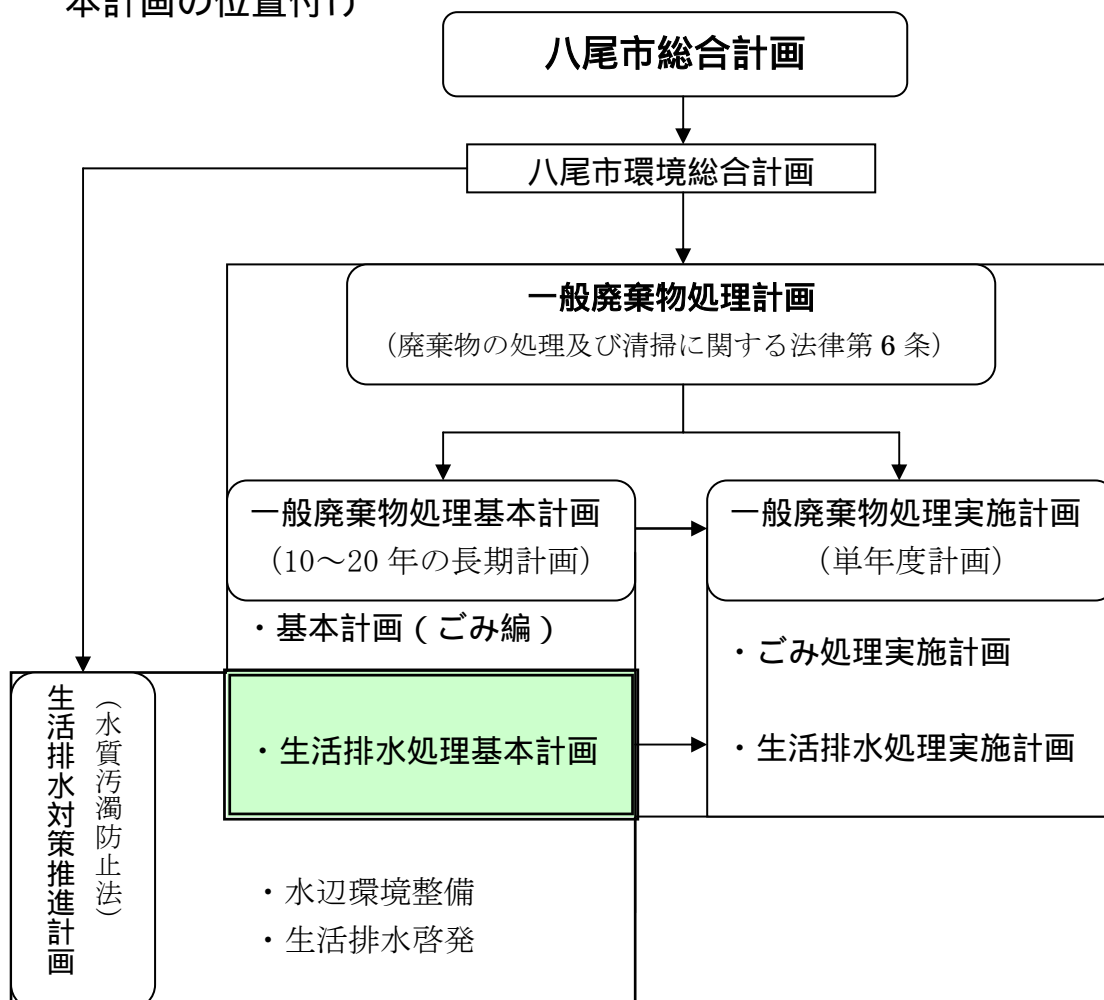 本計画の位置付け
八尾市総合計画
八尾市環境総合計画
一般廃棄物処理計画
（廃棄物の処理及び清掃に関する法律第 6 条）
一般廃棄物処理基本計画
（10～20 年の長期計画）
・基本計画（ごみ編）
・生活排水処理基本計画
一般廃棄物処理実施計画
（単年度計画）
・ごみ処理実施計画
・生活排水処理実施計画
生活排水対策推進計画
（水質汚濁防止法）
・水辺環境整備
・生活排水啓発